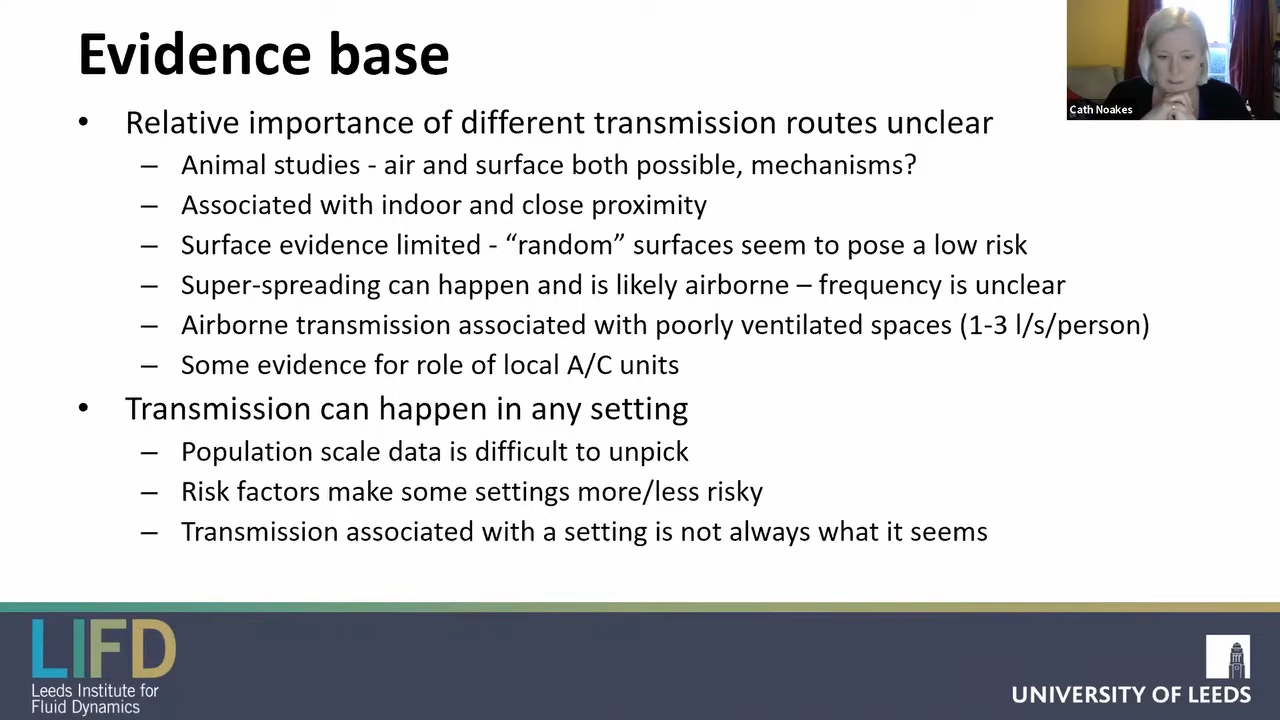 Evidence base
Cath Noakes
• Relative importance of different transmission routes unclear
– Animal studies - air and surface both possible, mechanisms?
– Associated with indoor and close proximity
– Surface evidence limited - “random” surfaces seem to pose a low risk
– Super-spreading can happen and is likely airborne – frequency is unclear
– Airborne transmission associated with poorly ventilated spaces (1-3 l/s/person)
– Some evidence for role of local A/C units
• Transmission can happen in any setting
– Population scale data is difficult to unpick
– Risk factors make some settings more/less risky
– Transmission associated with a setting is not always what it seems
LIFD
Leeds Institute for
Fluid Dynamics
UNIVERSITY OF LEEDS